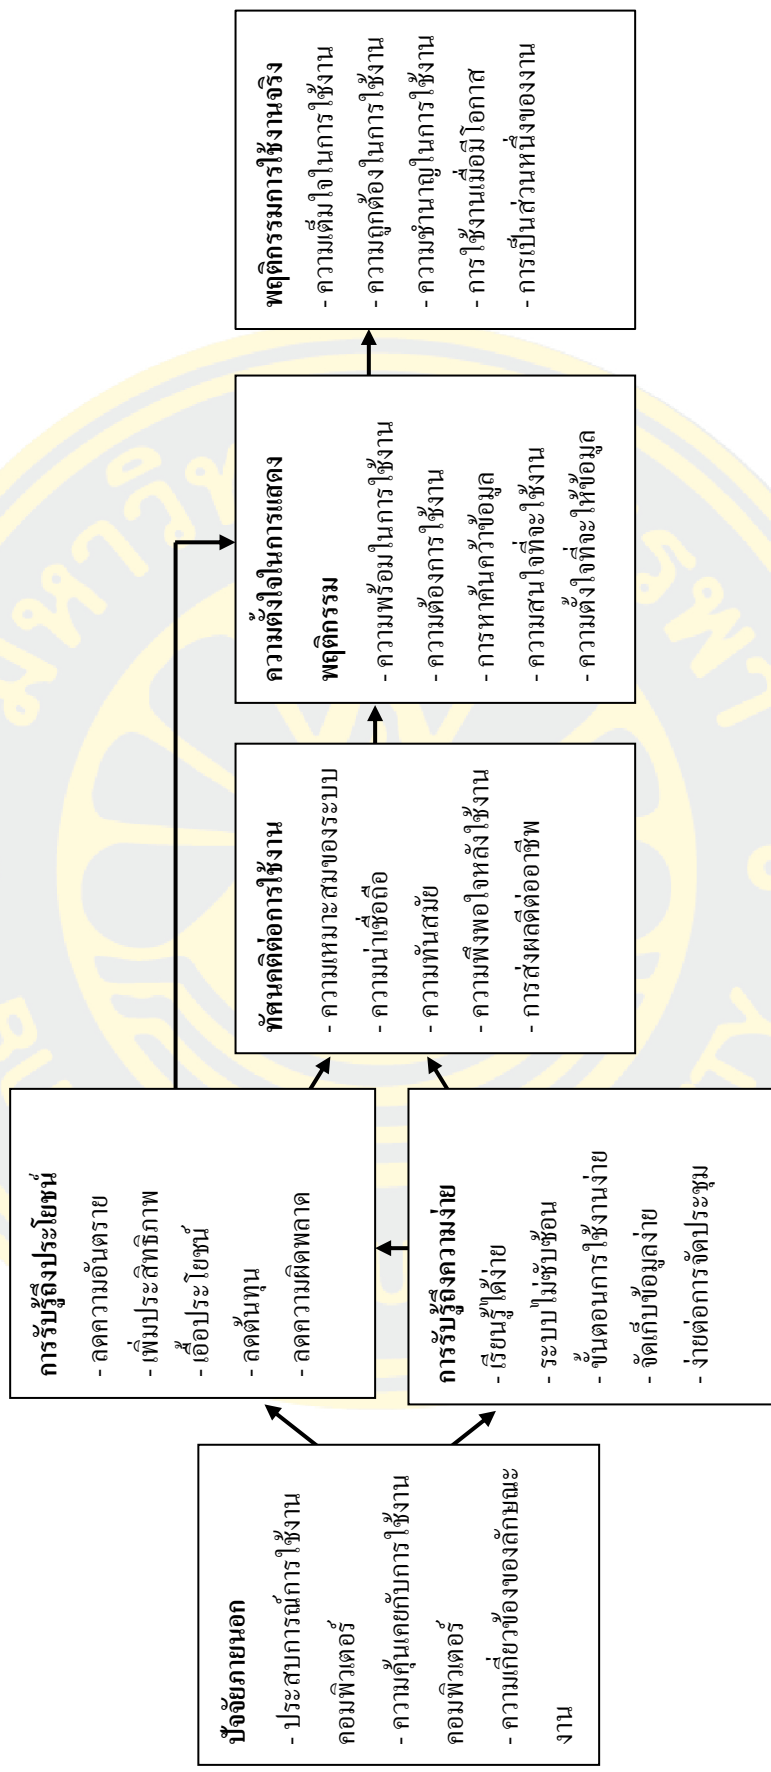 ปัจจัยภายนอก
- ประสบการณ์การใช้งาน
คอมพิวเตอร์
- ความคุ้นเคยกับการใช้งาน
คอมพิวเตอร์
- ความเกี่ยวข้องของลักษณะ
งาน
การรับรู้ถึงประโยชน์
- ลดความอันตราย
- เพิ่มประสิทธิภาพ
- เอื้อประโยชน์
- ลดต้นทุน
- ลดความผิดพลาด
การรับรู้ถึงความง่าย
- เรียนรู้ได้ง่าย
- ระบบไม่ซับซ้อน
- ขั้นตอนการใช้งานง่าย
- จัดเก็บข้อมูลง่าย
- ง่ายต่อการจัดประชุม
ทัศนคติต่อการใช้งาน
- ความเหมาะสมของระบบ
- ความน่าเชื่อถือ
- ความทันสมัย
- ความพึงพอใจหลังใช้งาน
- การส่งผลดีต่ออาชีพ
ความตั้งใจในการแสดง
พฤติกรรม
- ความพร้อมในการใช้งาน
- ความต้องการใช้งาน
- การหาค้นคว้าข้อมูล
- ความสนใจที่จะใช้งาน
- ความตั้งใจที่จะให้ข้อมูล
พฤติกรรมการใช้งานจริง
- ความเต็มใจในการใช้งาน
- ความถูกต้องในการใช้งาน
- ความชำนาญในการใช้งาน
- การใช้งานเมื่อมีโอกาส
- การเป็นส่วนหนึ่งของงาน